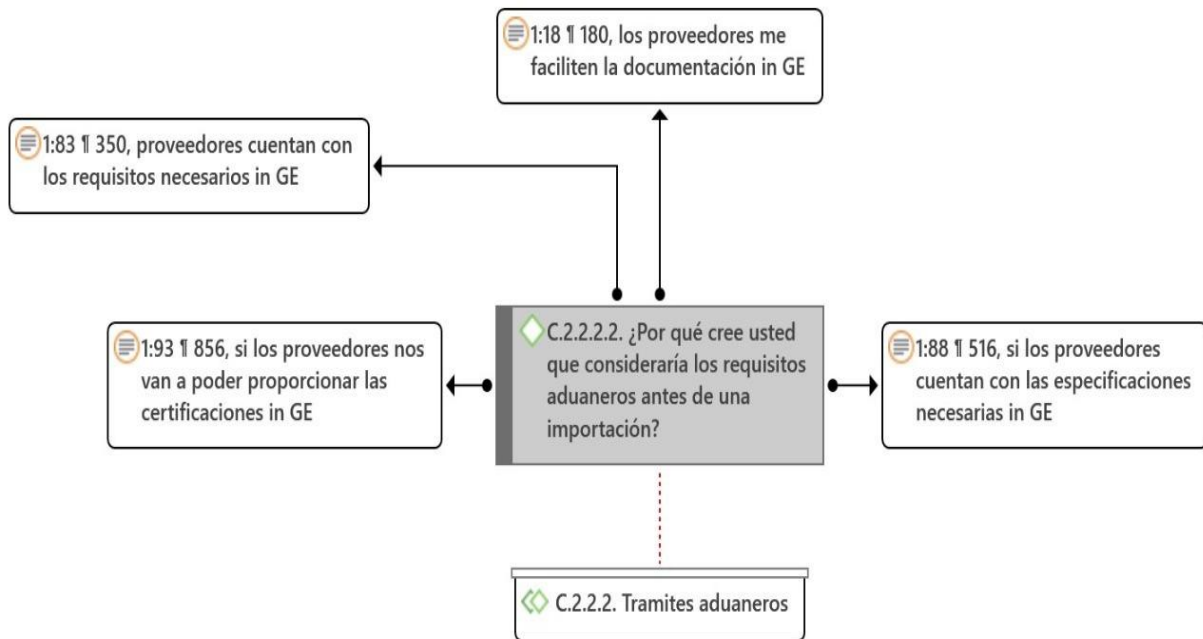 1:18 ¶ 180, los proveedores me
faciliten la documentación in GE
1:83 ¶ 350, proveedores cuentan con
los requisitos necesarios in GE
1:93 ¶ 856, si los proveedores nos
van a poder proporcionar las
certificaciones in GE
C.2.2.2.2. ¿Por qué cree usted
que consideraría los requisitos
aduaneros antes de una
importación?
1:88 ¶ 516, si los proveedores
cuentan con las especificaciones
necesarias in GE
C.2.2.2. Tramites aduaneros